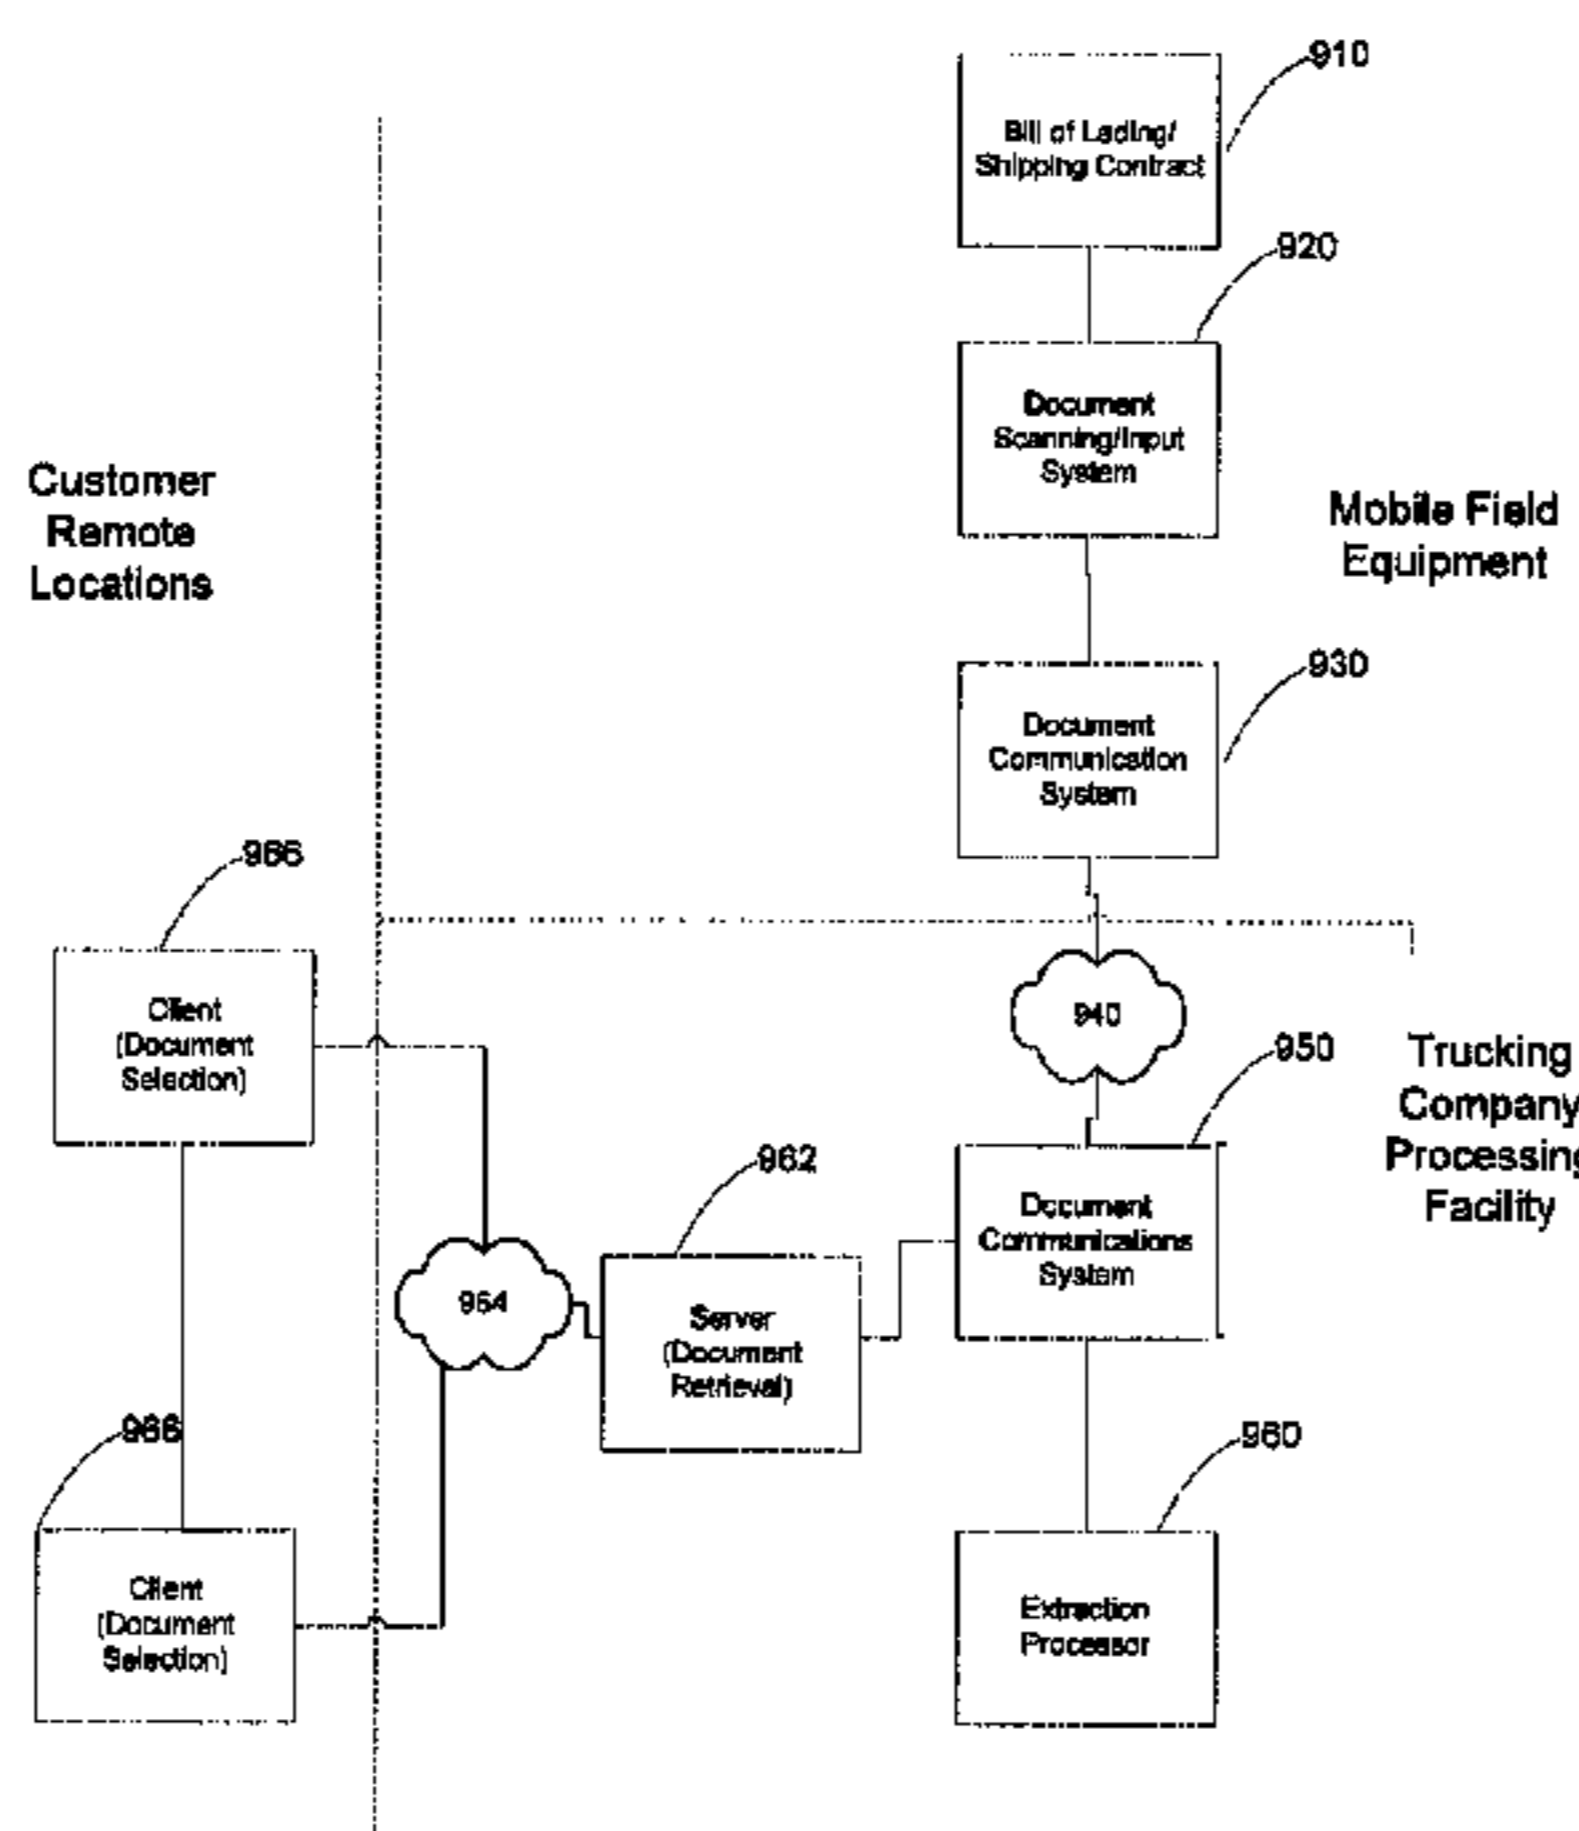 910
Bill of Lading/
Shipping Contract
920
Document
Scanning/Input
System
Customer
Remote
Locations
Mobile Field
Equipment
930
Document
Communication
System
966
Client
(Document
Selection)
940
950
Trucking
Company
Processing
Facility
962
Document
Communications
System
964
Server
(Document
Retrieval)
966
960
Client
(Document
Selection)
Extraction
Processor